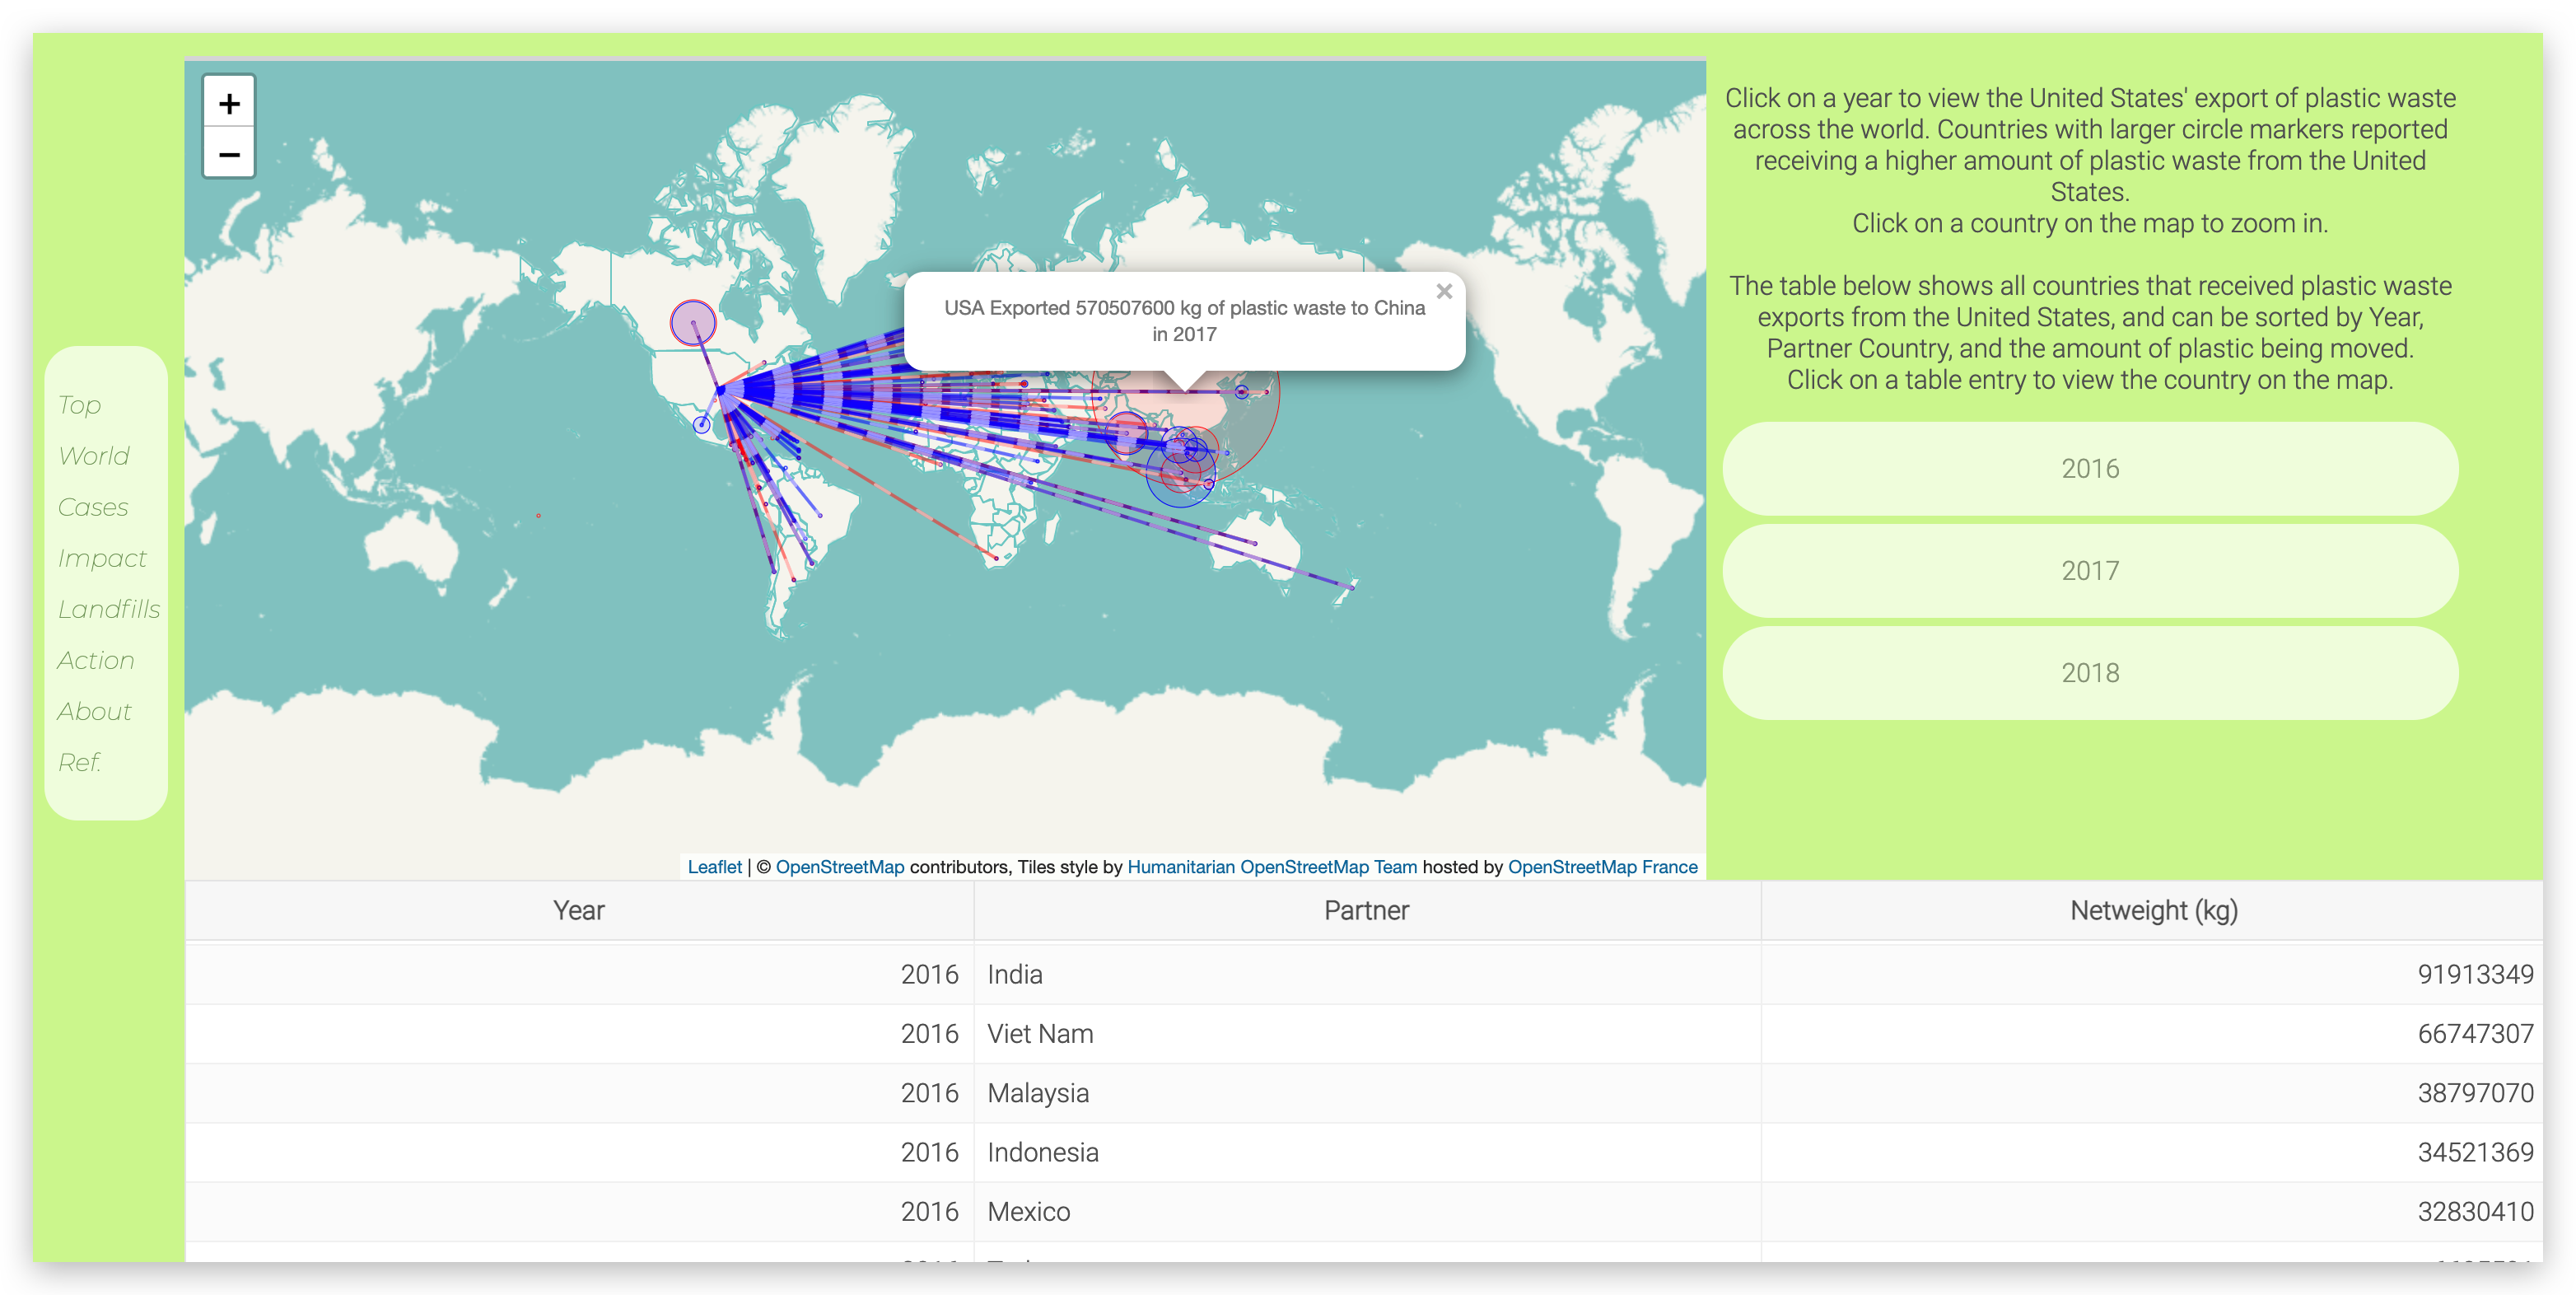 +
−
Top
World
Cases
Impact
Landfills
Action
About
Ref.
USA Exported 570507600 kg of plastic waste to China
in 2017
×
Leaflet | © OpenStreetMap contributors, Tiles style by Humanitarian OpenStreetMap Team hosted by OpenStreetMap France
Click on a year to view the United States' export of plastic waste
across the world. Countries with larger circle markers reported
receiving a higher amount of plastic waste from the United
States.
Click on a country on the map to zoom in.
The table below shows all countries that received plastic waste
exports from the United States, and can be sorted by Year,
Partner Country, and the amount of plastic being moved.
Click on a table entry to view the country on the map.
2016
2017
2018
Year Partner Netweight (kg)
2016 India 91913349
2016 Viet Nam 66747307
2016 Malaysia 38797070
2016 Indonesia 34521369
2016 Mexico 32830410